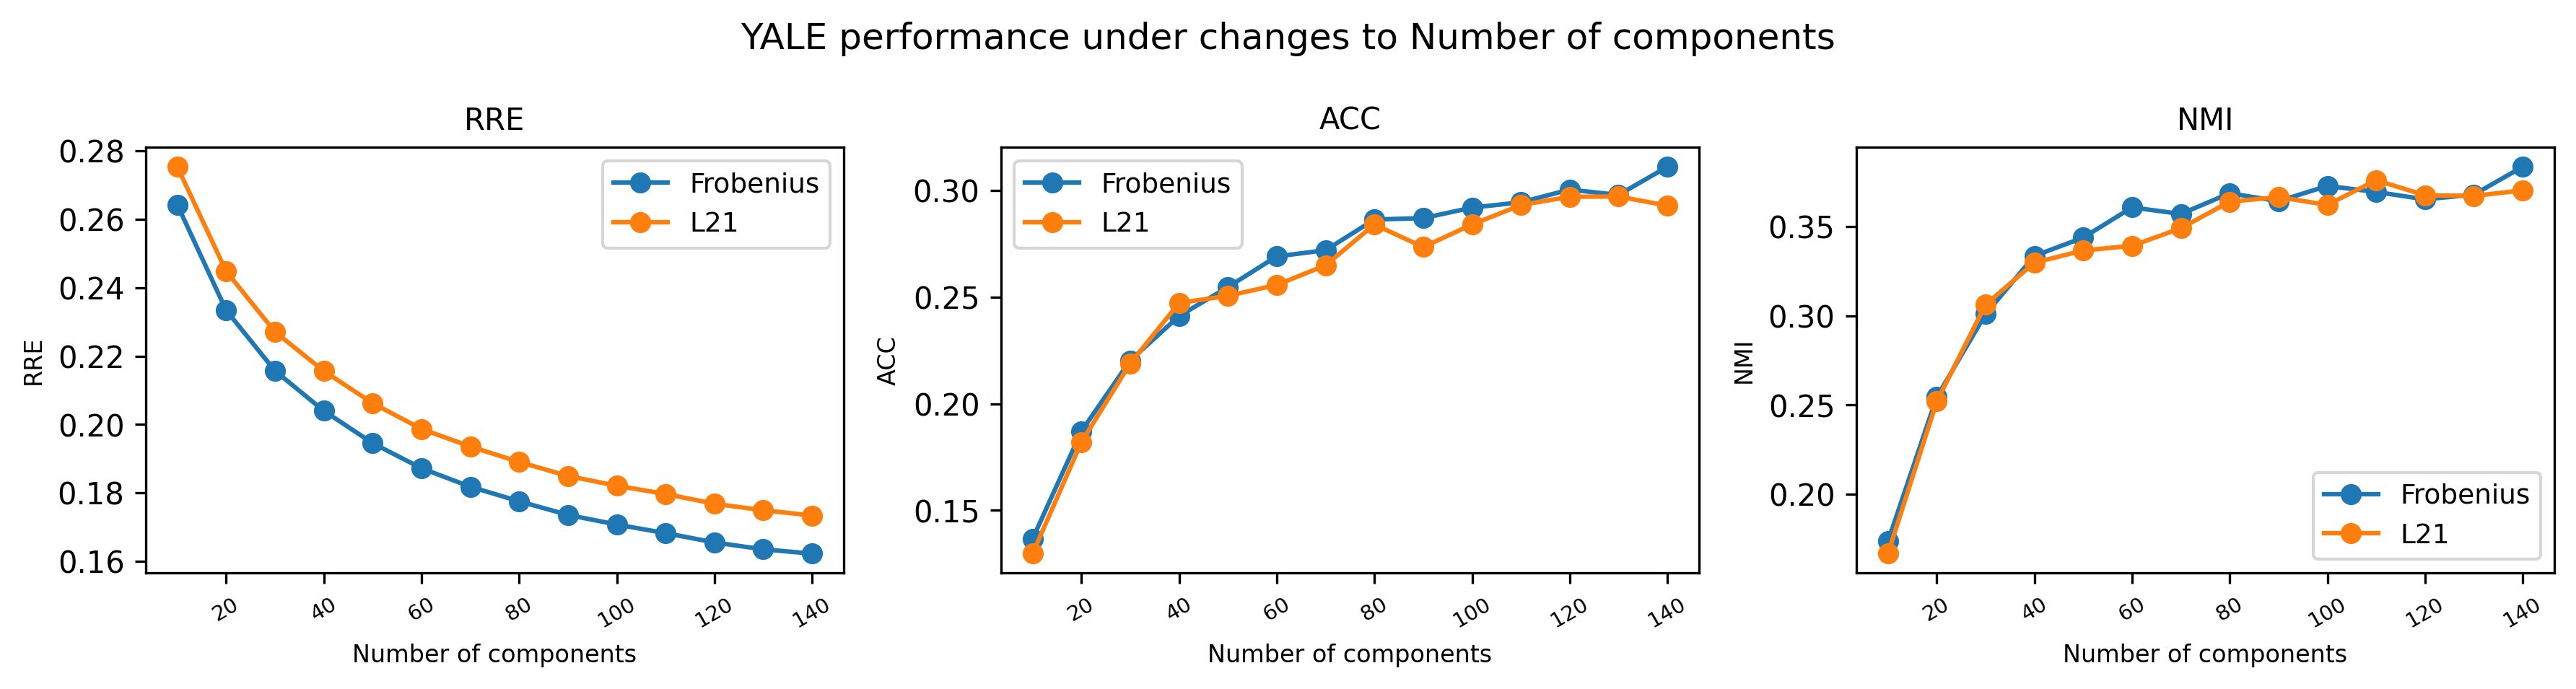 YALE performance under changes to Number of components
RRE
0.28
0.26
0.24
0.22
0.20
0.18
0.16
RRE
20
40
60
80
100
120
140
Number of components
Frobenius
L21
ACC
0.30
0.25
0.20
0.15
ACC
20
40
60
80
100
120
140
Number of components
Frobenius
L21
NMI
0.35
0.30
0.25
0.20
NMI
20
40
60
80
100
120
140
Number of components
Frobenius
L21